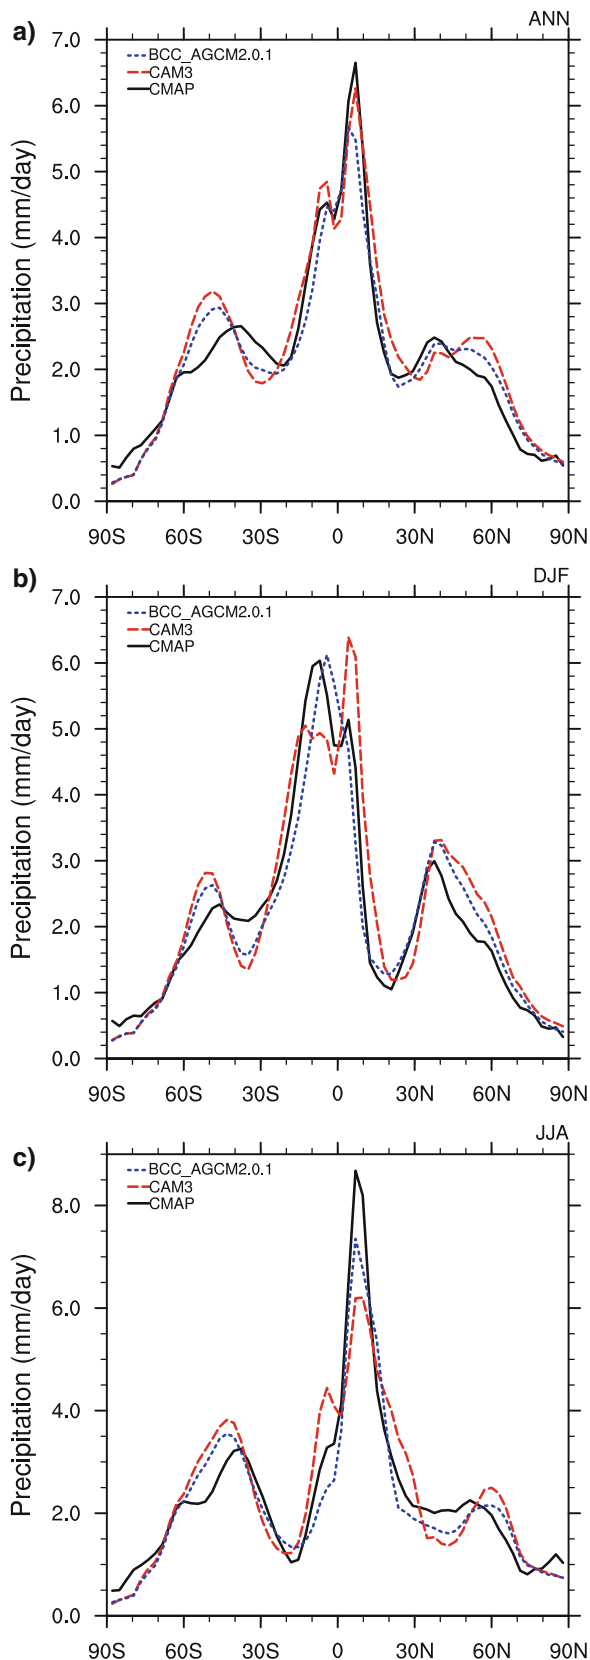 a)
ANN
7.0
6.0
5.0
4.0
3.0
2.0
1.0
0.0
Precipitation (mm/day)
BCC_AGCM2.0.1
CAM3
CMAP
90S 60S 30S 0 30N 60N 90N
b)
DJF
7.0
6.0
5.0
4.0
3.0
2.0
1.0
0.0
Precipitation (mm/day)
BCC_AGCM2.0.1
CAM3
CMAP
90S 60S 30S 0 30N 60N 90N
c)
JJA
8.0
6.0
4.0
2.0
0.0
Precipitation (mm/day)
BCC_AGCM2.0.1
CAM3
CMAP
90S 60S 30S 0 30N 60N 90N